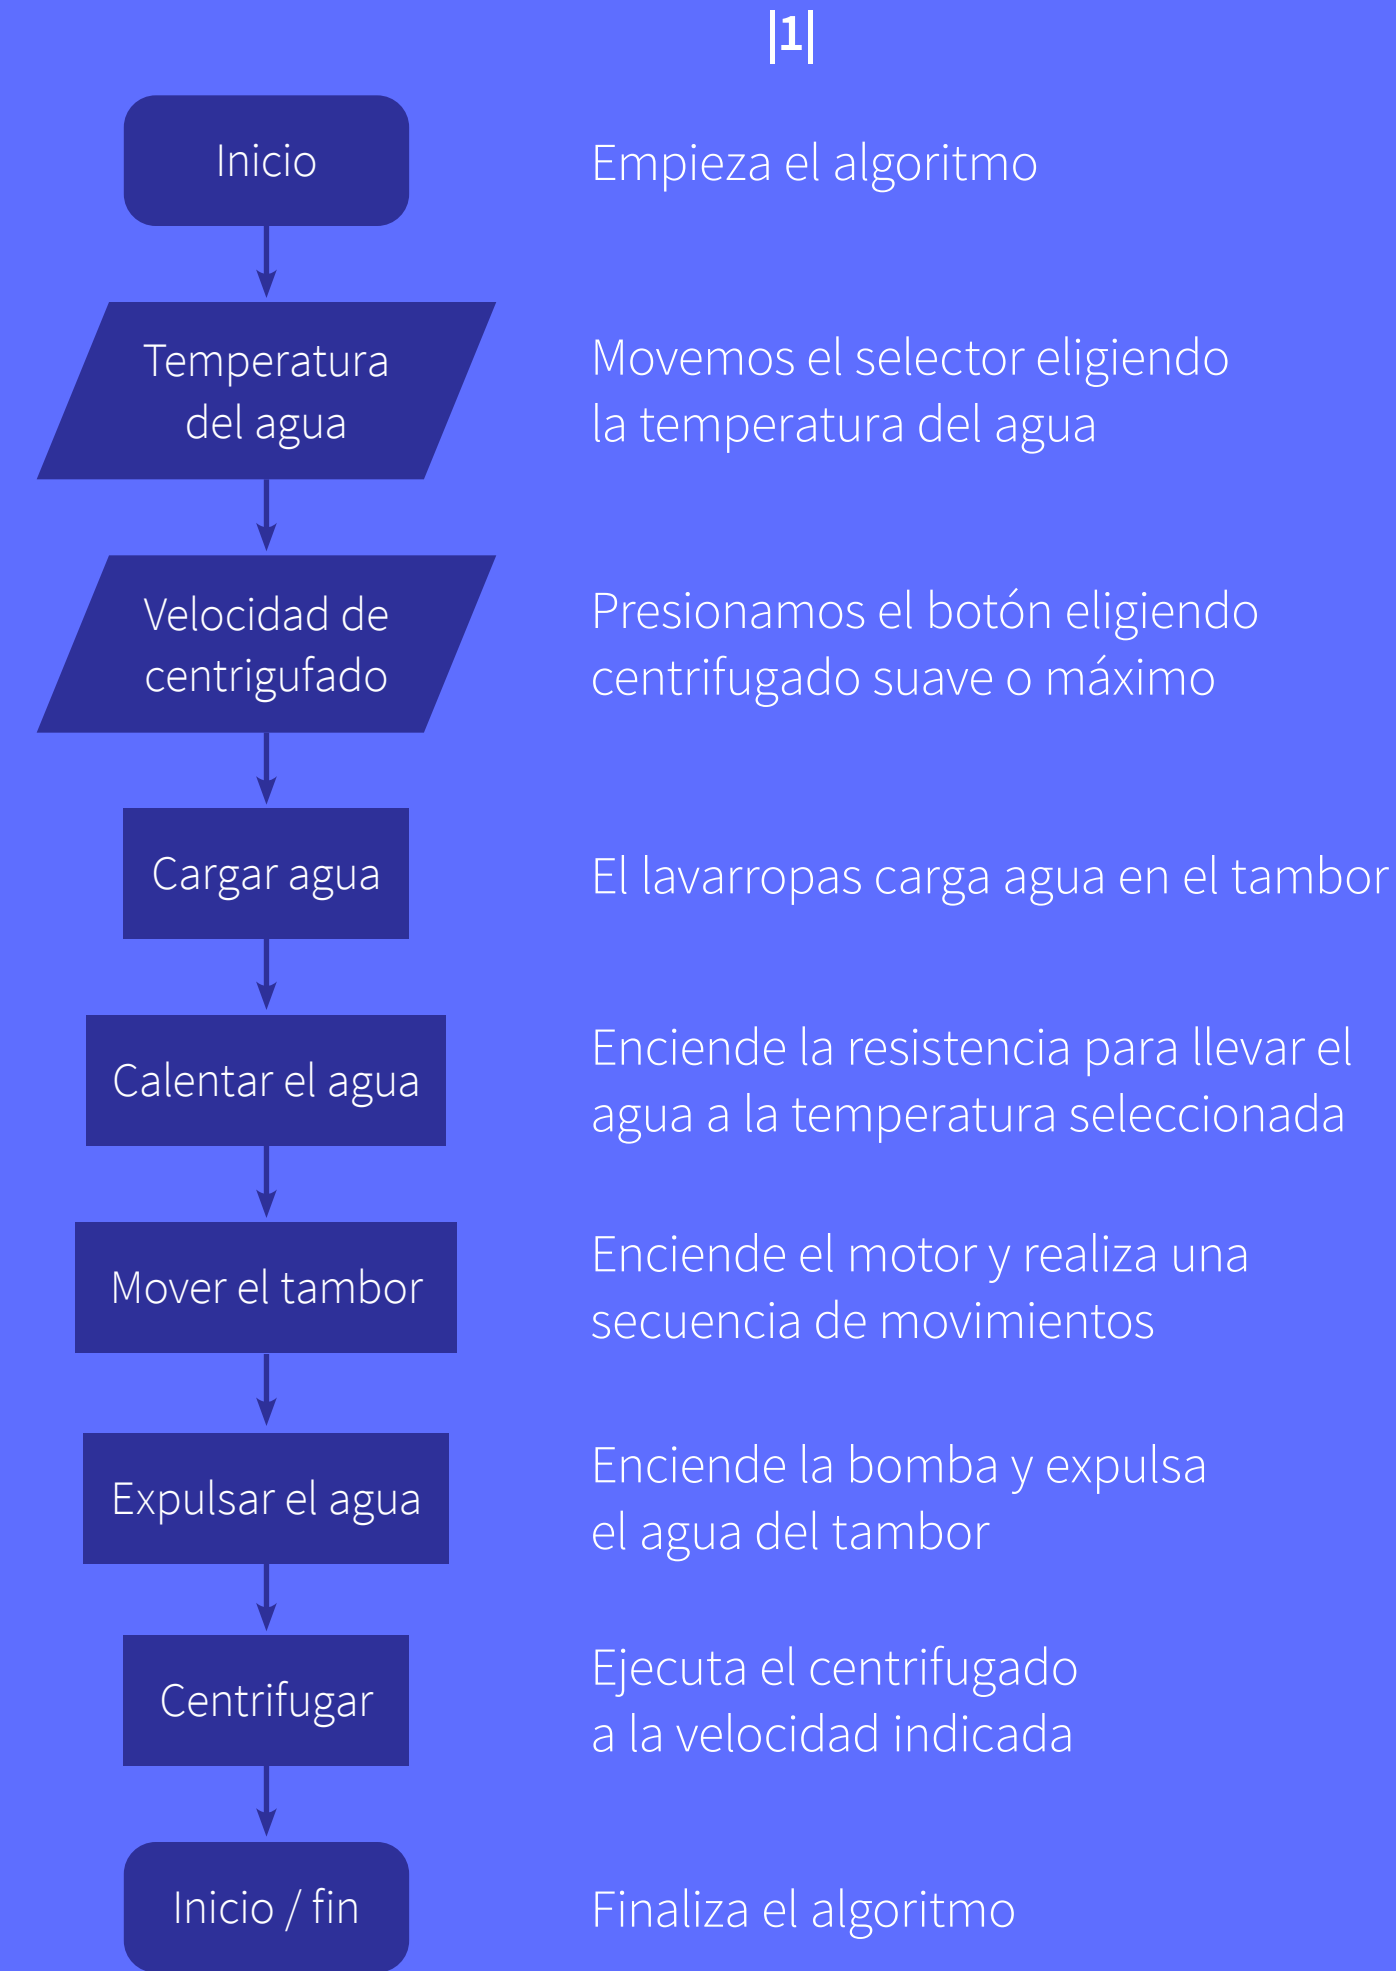 |1|
Inicio
Empieza el algoritmo
Temperatura
del agua
Movemos el selector eligiendo
la temperatura del agua
Velocidad de
centrigufado
Presionamos el botón eligiendo
centrifugado suave o máximo
Cargar agua
El lavarropas carga agua en el tambor
Calentar el agua
Enciende la resistencia para llevar el
agua a la temperatura seleccionada
Mover el tambor
Enciende el motor y realiza una
secuencia de movimientos
Expulsar el agua
Enciende la bomba y expulsa
el agua del tambor
Centrifugar
Ejecuta el centrifugado
a la velocidad indicada
Inicio / fin
Finaliza el algoritmo